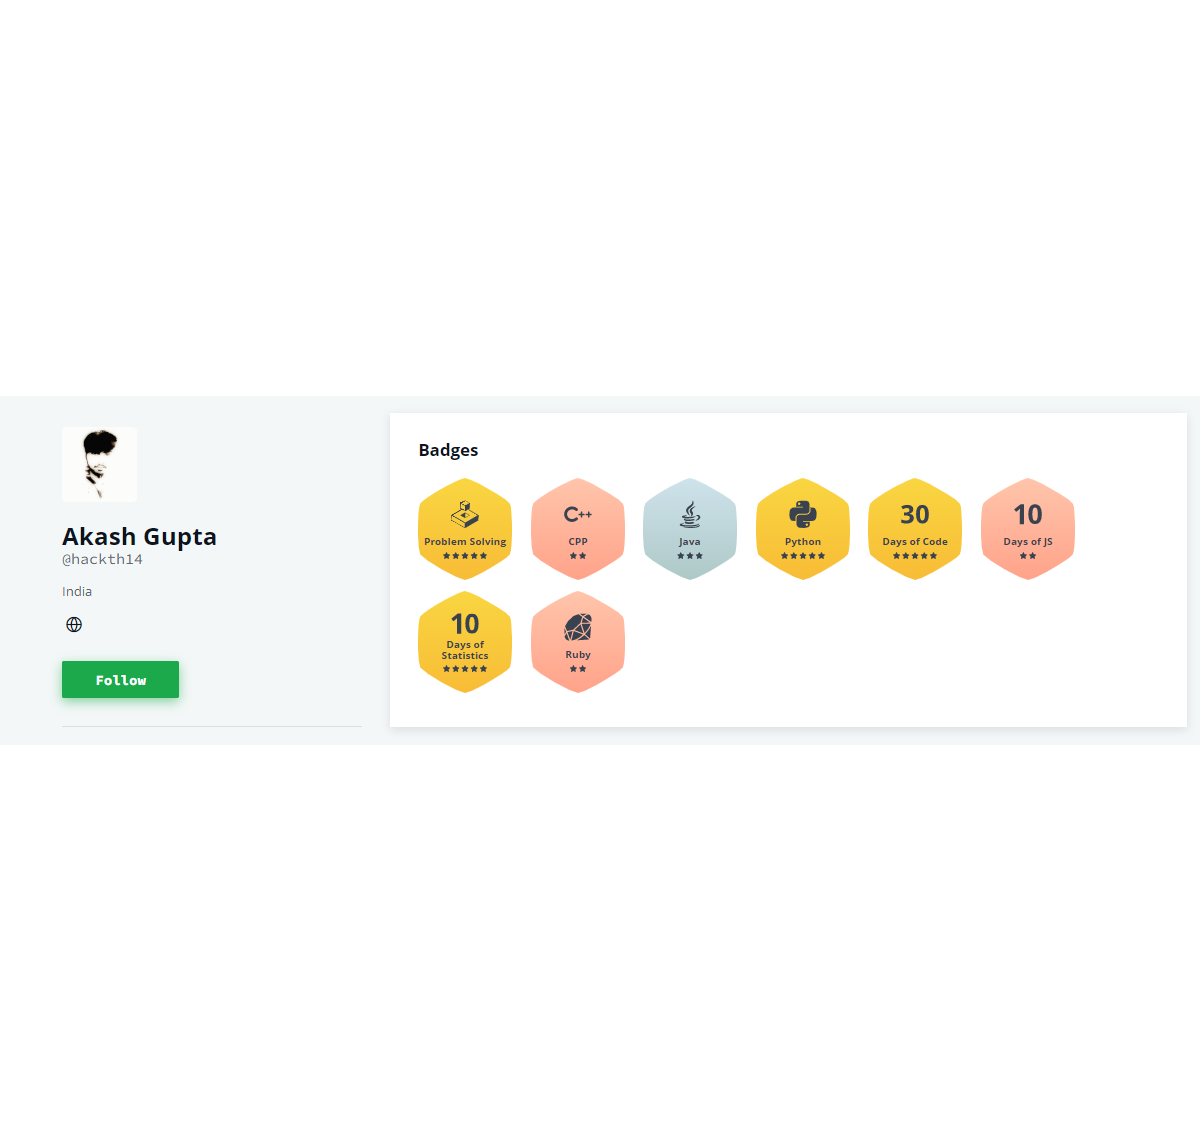 Akash Gupta
@hackth14
India
Follow
Badges
Problem Solving
C++
CPP
Java
Python
30
Days of Code
10
Days of JS
10
Days of
Statistics
Ruby